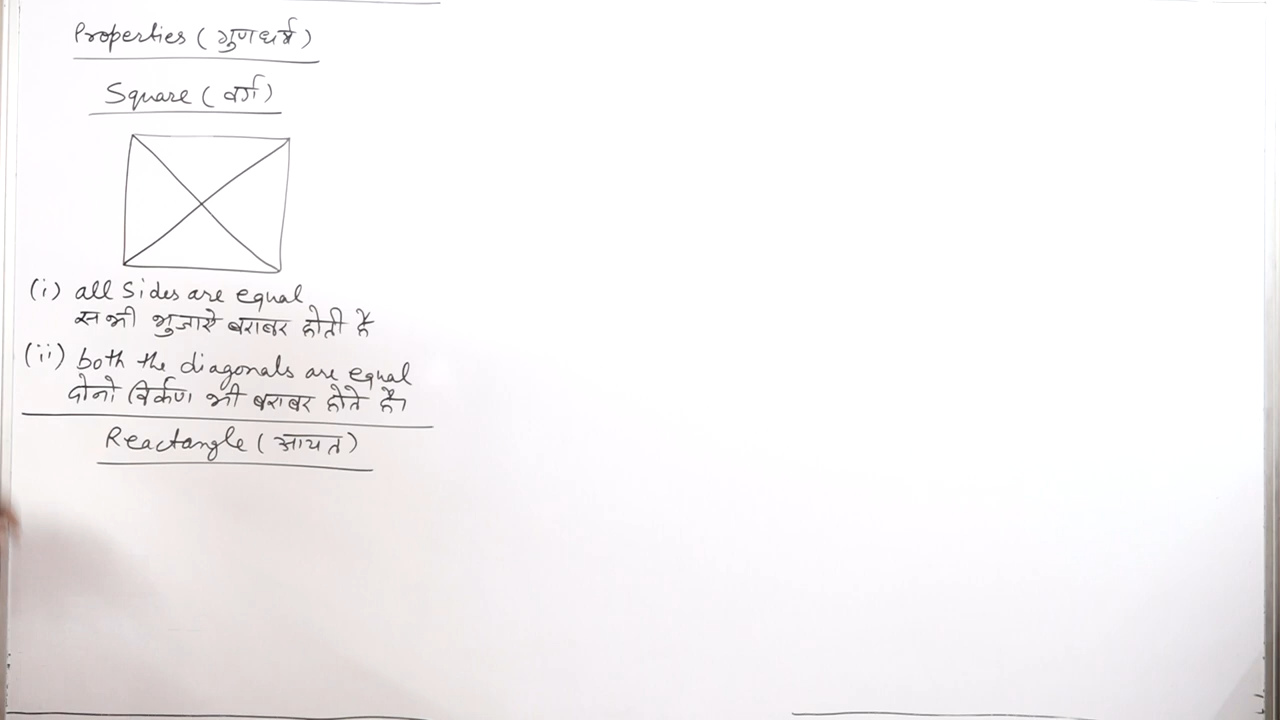 Properties ( गुणधर्म )
Square ( वर्ग )
(i) all sides are equal
सभी भुजाऐ बराबर होती हैं
(ii) both the diagonals are equal
दोनो विर्कण भी बराबर होते हैं।
Reactangle ( आयत )